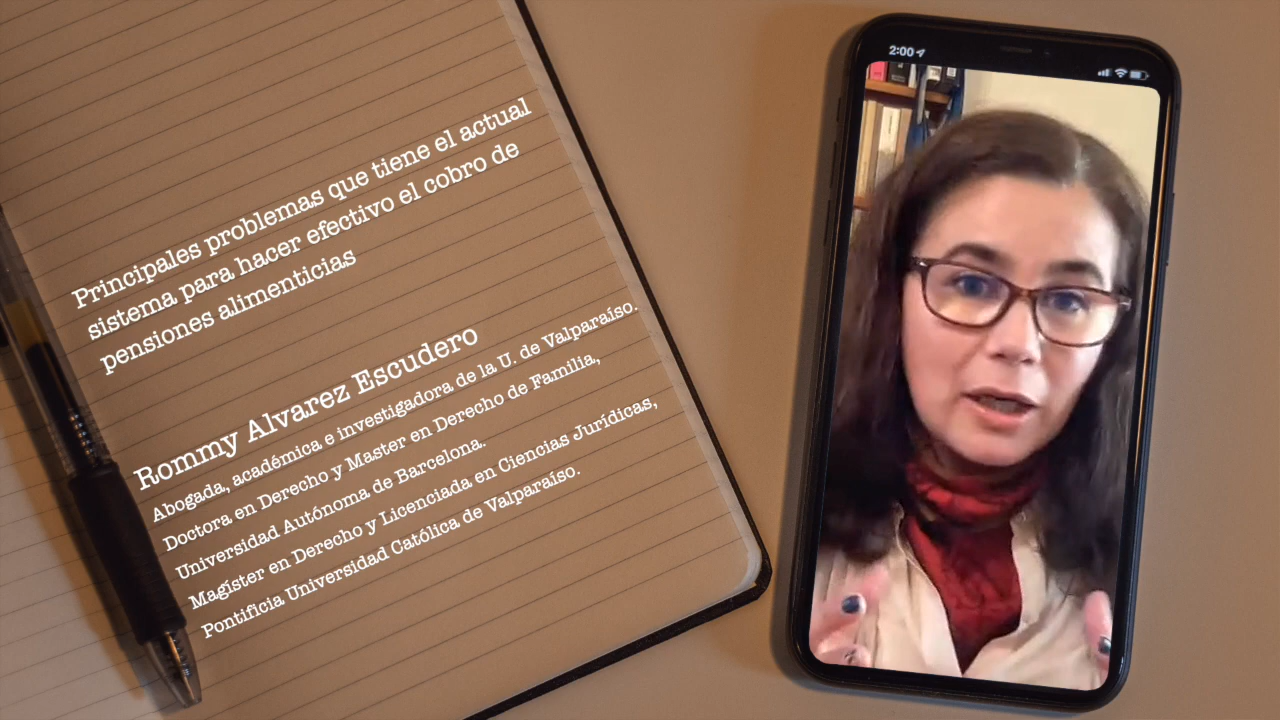 Principales problemas que tiene el actual
sistema para hacer efectivo el cobro de
pensiones alimenticias
Rommy Alvarez Escudero
Abogada, académica e investigadora de la U. de Valparaíso.
Doctora en Derecho y Master en Derecho de Familia,
Universidad Autónoma de Barcelona.
Magíster en Derecho y Licenciada en Ciencias Jurídicas,
Pontificia Universidad Católica de Valparaíso.
2:00